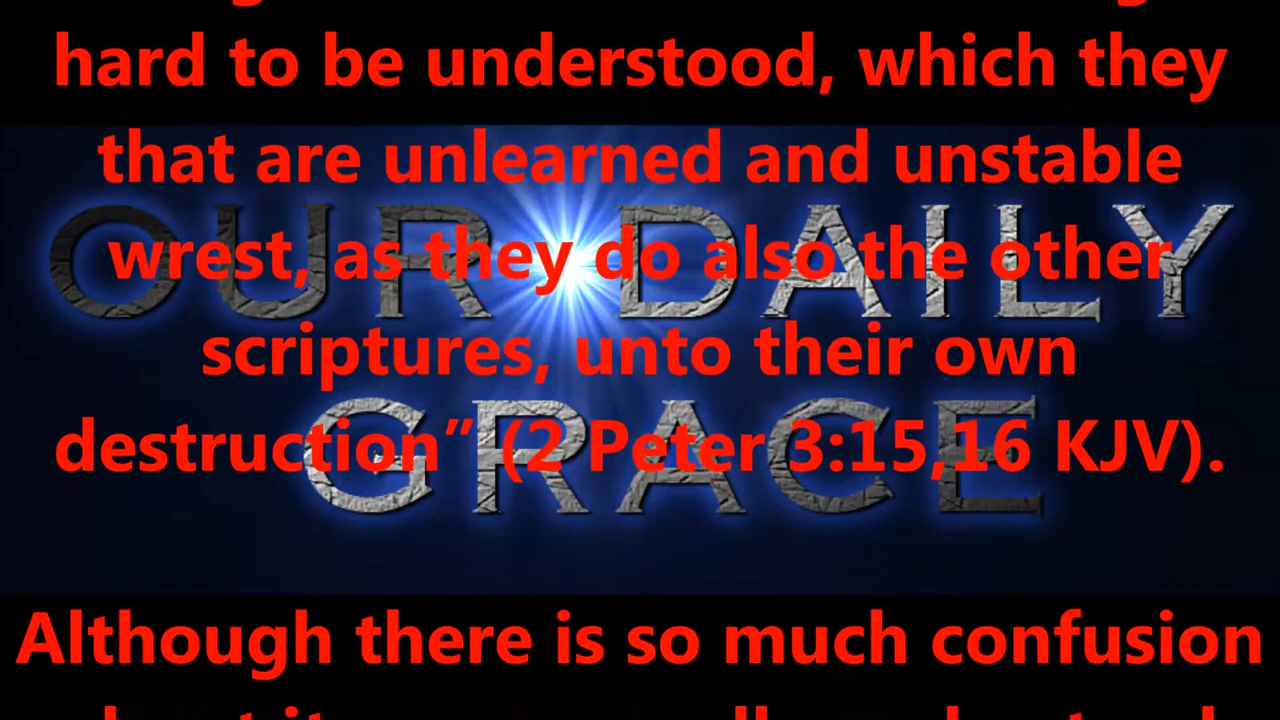 hard to be understood, which they
that are unlearned and unstable
wrest, as they do also the other
scriptures, unto their own
destruction” (2 Peter 3:15,16 KJV).
Although there is so much confusion
OUR DAILY
GRACE